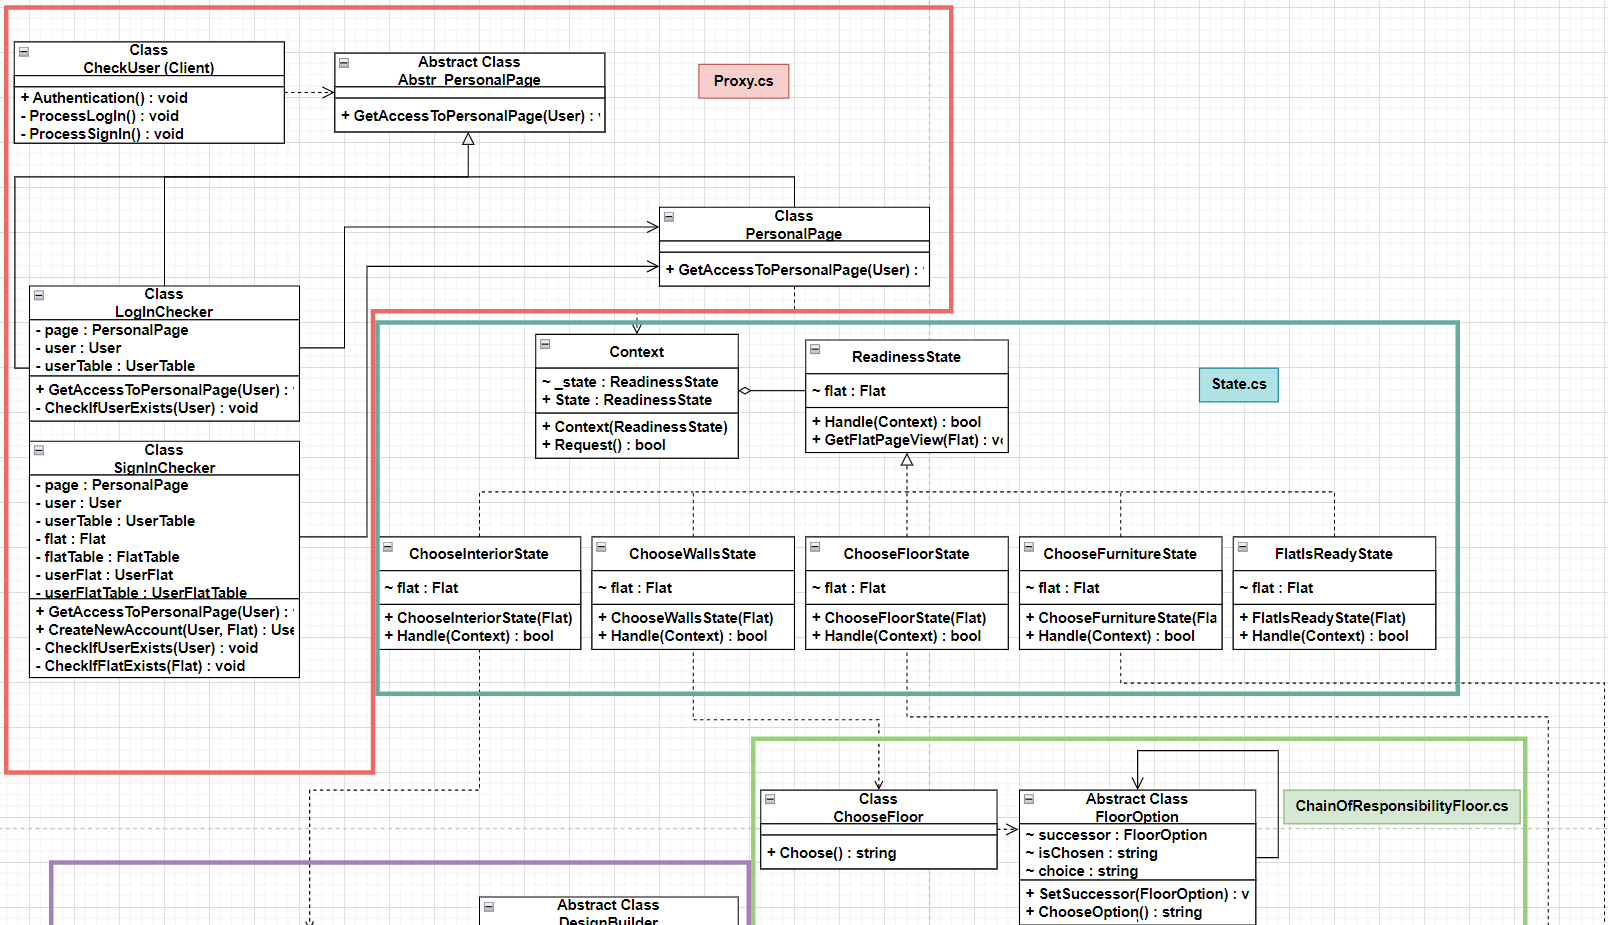 Class
CheckUser (Client)
+ Authentication() : void
- ProcessLogIn() : void
- ProcessSignIn() : void
Abstract Class
Abstr_PersonalPage
+ GetAccessToPersonalPage(User) :
Proxy.cs
Class
PersonalPage
+ GetAccessToPersonalPage(User) :
Class
LogInChecker
- page : PersonalPage
- user : User
- userTable : UserTable
+ GetAccessToPersonalPage(User) :
- CheckIfUserExists(User) : void
Class
SignInChecker
- page : PersonalPage
- user : User
- userTable : UserTable
- flat : Flat
- flatTable : FlatTable
- userFlat : UserFlat
- userFlatTable : UserFlatTable
+ GetAccessToPersonalPage(User) :
+ CreateNewAccount(User, Flat) : Use
- CheckIfUserExists(User) : void
- CheckIfFlatExists(Flat) : void
Context
~ _state : ReadinessState
+ State : ReadinessState
+ Context(ReadinessState)
+ Request() : bool
ReadinessState
~ flat : Flat
+ Handle(Context) : bool
+ GetFlatPageView(Flat) : v
State.cs
ChooseInteriorState
~ flat : Flat
+ ChooseInteriorState(Flat)
+ Handle(Context) : bool
ChooseWallsState
~ flat : Flat
+ ChooseWallsState(Flat)
+ Handle(Context) : bool
ChooseFloorState
~ flat : Flat
+ ChooseFloorState(Flat)
+ Handle(Context) : bool
ChooseFurnitureState
~ flat : Flat
+ ChooseFurnitureState(Fla
+ Handle(Context) : bool
FlatIsReadyState
~ flat : Flat
+ FlatIsReadyState(Flat)
+ Handle(Context) : bool
Class
ChooseFloor
+ Choose() : string
Abstract Class
FloorOption
~ successor : FloorOption
~ isChosen : string
~ choice : string
+ SetSuccessor(FloorOption) : v
+ ChooseOption() : string
ChainOfResponsibilityFloor.cs
Abstract Class
DesignBuilder